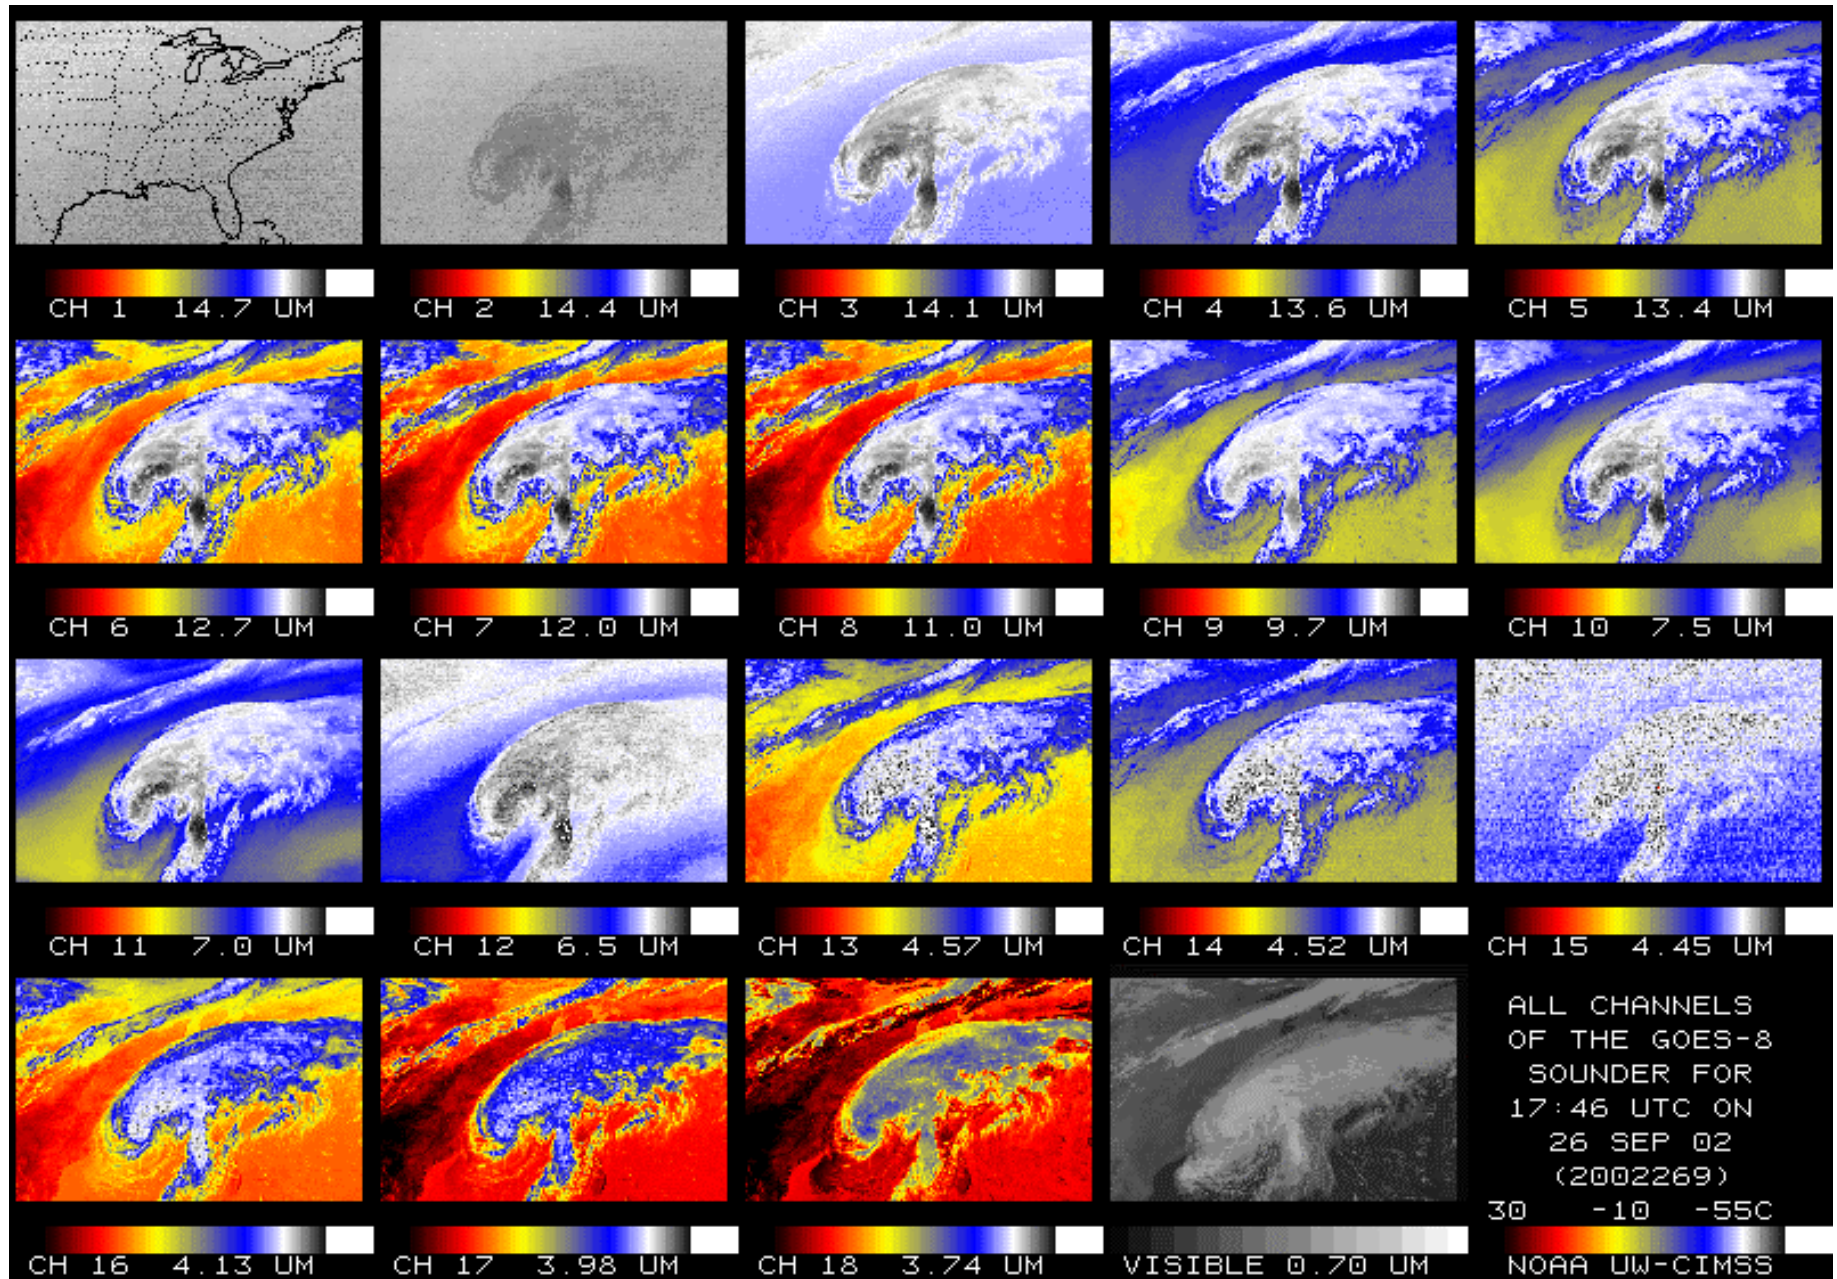 CH 1 14.7 UM
CH 2 14.4 UM
CH 3 14.1 UM
CH 4 13.6 UM
CH 5 13.4 UM
CH 6 12.7 UM
CH 7 12.0 UM
CH 8 11.0 UM
CH 9 9.7 UM
CH 10 7.5 UM
CH 11 7.0 UM
CH 12 6.5 UM
CH 13 4.57 UM
CH 14 4.52 UM
CH 15 4.45 UM
CH 16 4.13 UM
CH 17 3.98 UM
CH 18 3.74 UM
VISIBLE 0.70 UM
ALL CHANNELS
OF THE GOES-8
SOUNDER FOR
17:46 UTC ON
26 SEP 02
(2002269)
30 -10 -55C
NOAA UW-CIMSS